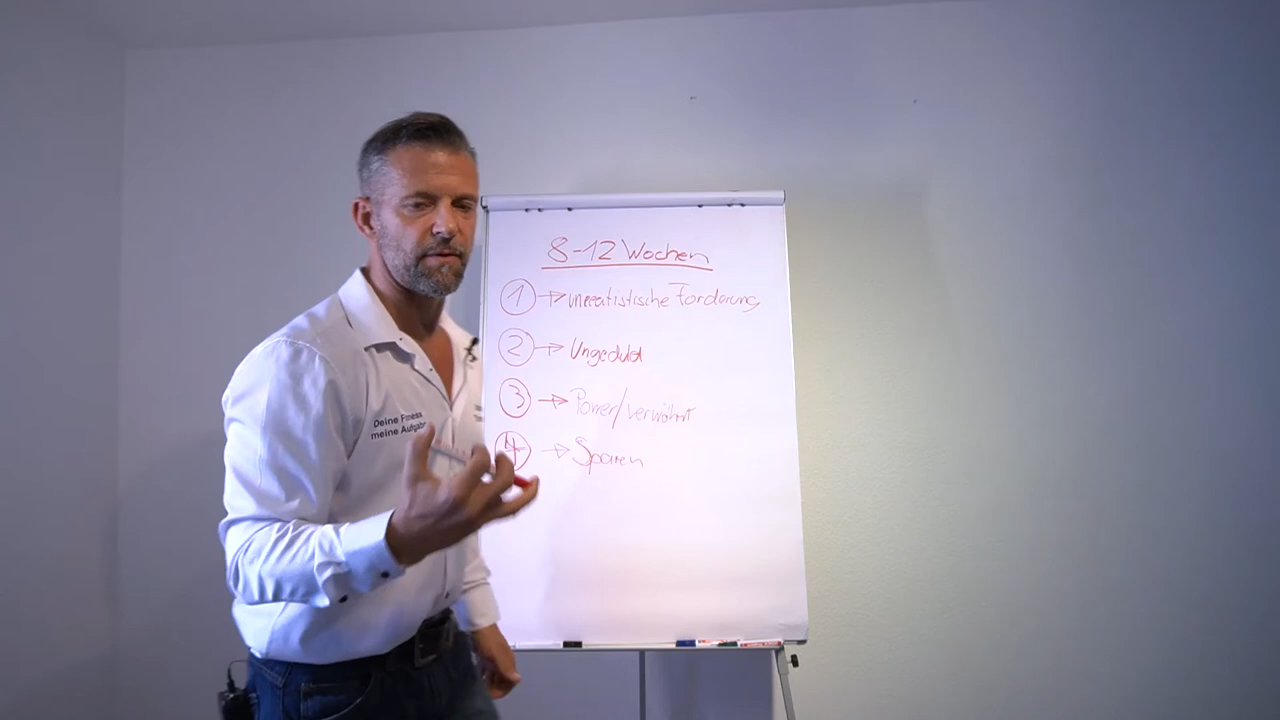 8-12 Wochen
1 → unrealistische Forderung
2 → Ungeduld
3 → Power/verwöhnt
4 → Sparen
Deine Fitness
meine Aufgabe